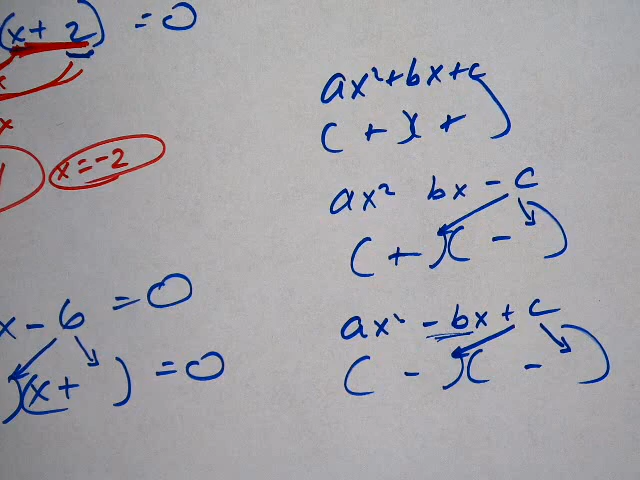 (x + 2) = 0
x
x
x = -2
x - 6 = 0
)(x + ) = 0
ax² + bx + c
( + )( + )
ax² bx - c
( + )( - )
ax² - bx + c
( - )( - )